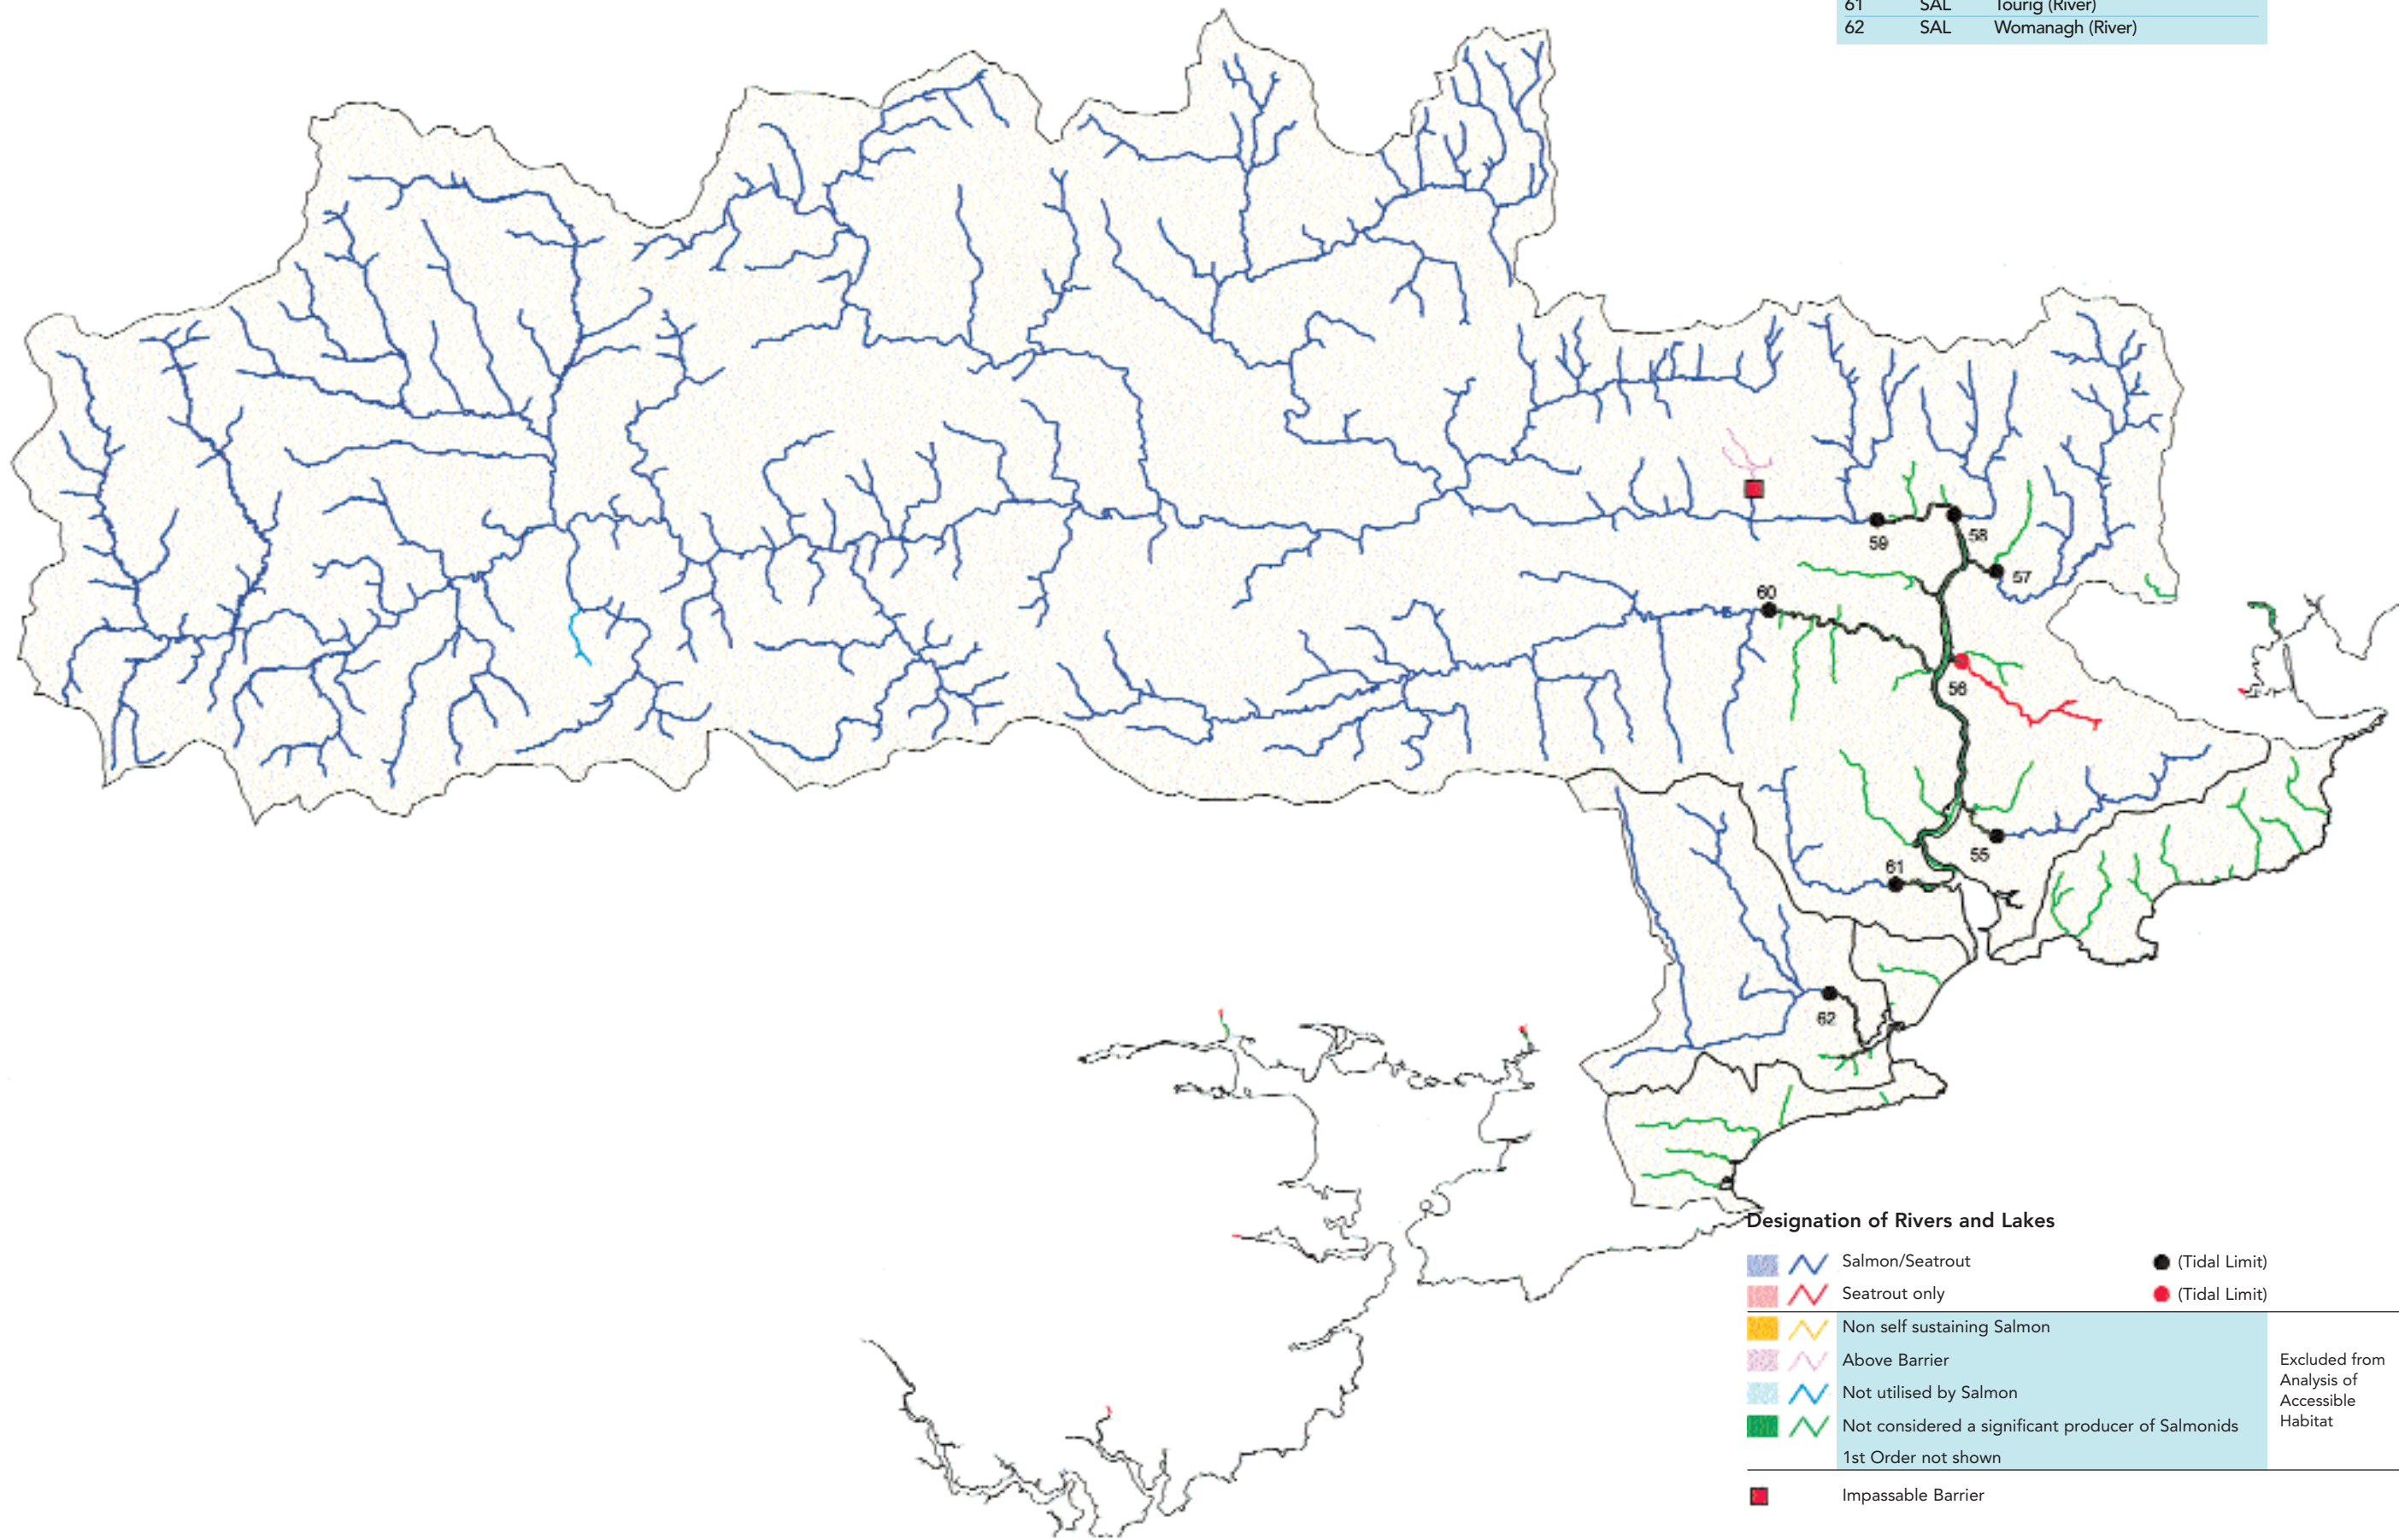 61 SAL Tourig (River)
62 SAL Womanagh (River)
59
58
57
60
56
55
61
62
Designation of Rivers and Lakes
Salmon/Seatrout (Tidal Limit)
Seatrout only (Tidal Limit)
Non self sustaining Salmon
Above Barrier
Not utilised by Salmon
Not considered a significant producer of Salmonids
1st Order not shown
Excluded from
Analysis of
Accessible
Habitat
Impassable Barrier